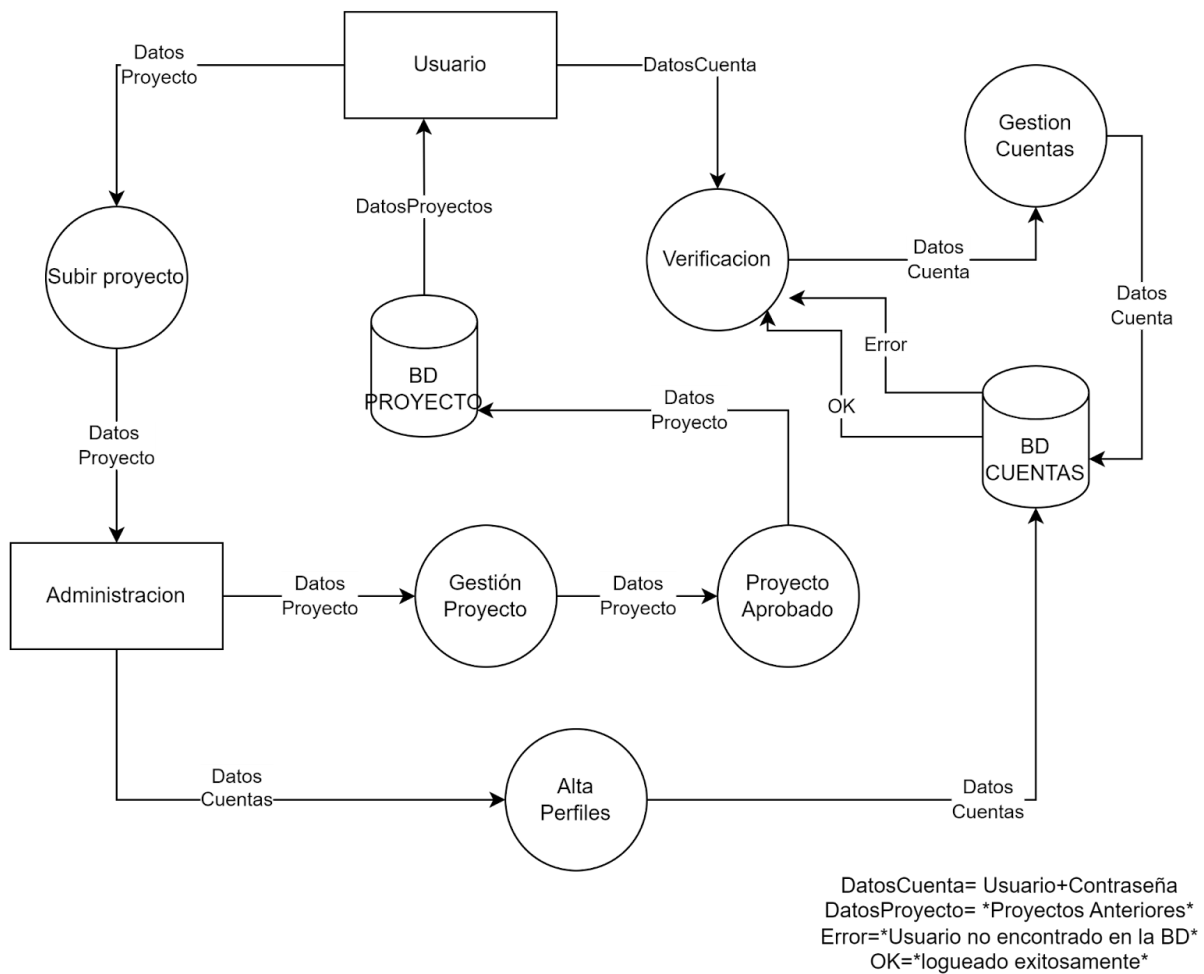 Datos
Proyecto
Usuario
DatosCuenta
Gestion
Cuentas
DatosProyectos
Verificacion
Datos
Cuenta
Subir proyecto
Datos
Cuenta
Error
BD
PROYECTO
Datos
Proyecto
OK
BD
CUENTAS
Datos
Proyecto
Administracion
Datos
Proyecto
Gestión
Proyecto
Datos
Proyecto
Proyecto
Aprobado
Datos
Cuentas
Alta
Perfiles
Datos
Cuentas
DatosCuenta= Usuario+Contraseña
DatosProyecto= *Proyectos Anteriores*
Error=*Usuario no encontrado en la BD*
OK=*logueado exitosamente*